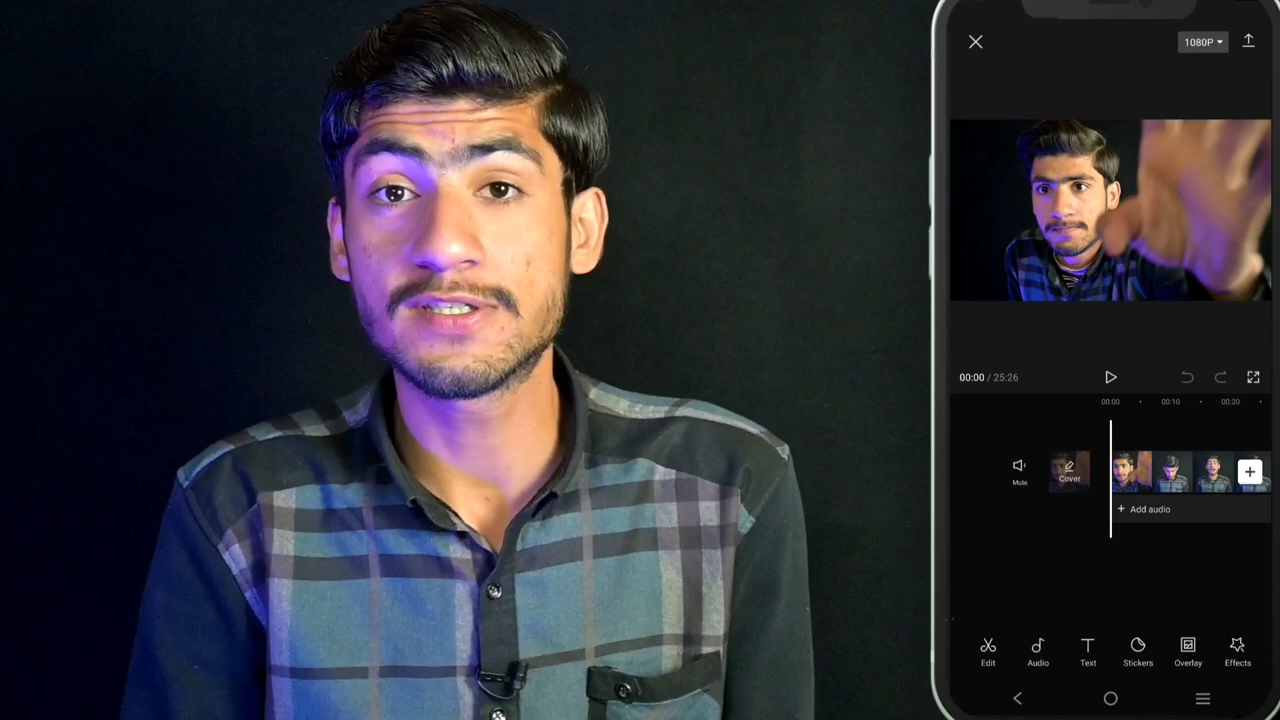 1080P
00:00 / 25:26
00:00
00:10
00:20
Mute
Cover
+ Add audio
Edit
Audio
Text
Stickers
Overlay
Effects